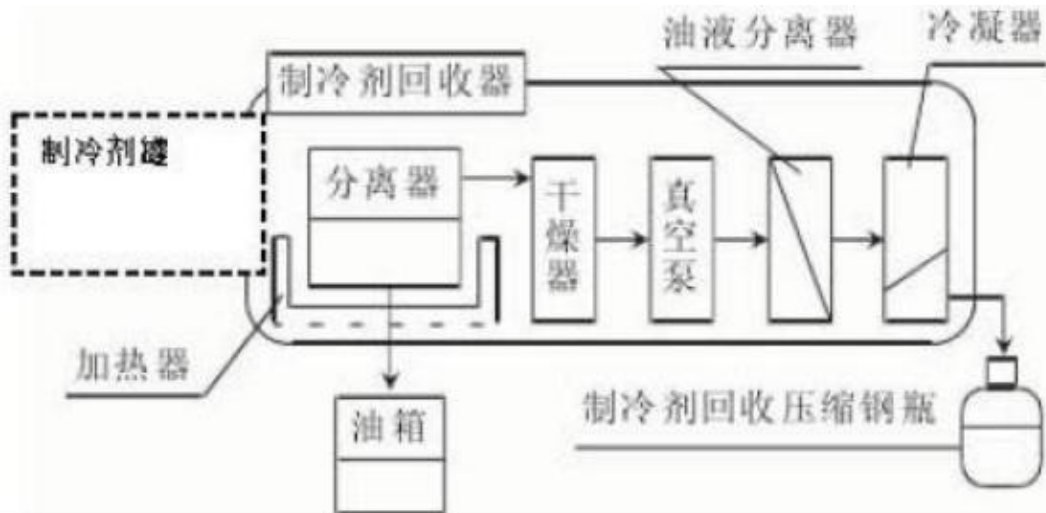 油液分离器
冷凝器
制冷剂回收器
制冷剂罐
分离器
干燥器
真空泵
加热器
油箱
制冷剂回收压缩钢瓶